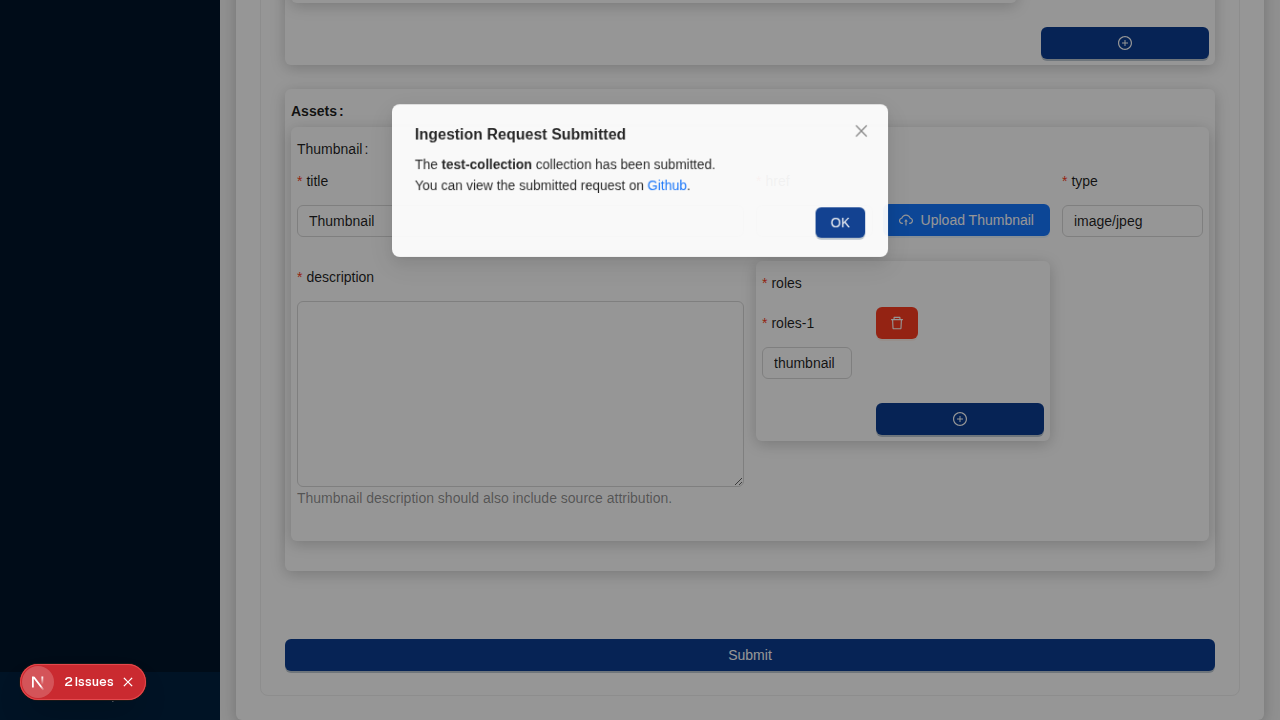 Assets:
Ingestion Request Submitted
The test-collection collection has been submitted.
You can view the submitted request on Github.
OK
Thumbnail:
* title
* href
* type
Thumbnail
Upload Thumbnail
image/jpeg
* description
* roles
* roles-1
thumbnail
Thumbnail description should also include source attribution.
Submit
N
2 Issues